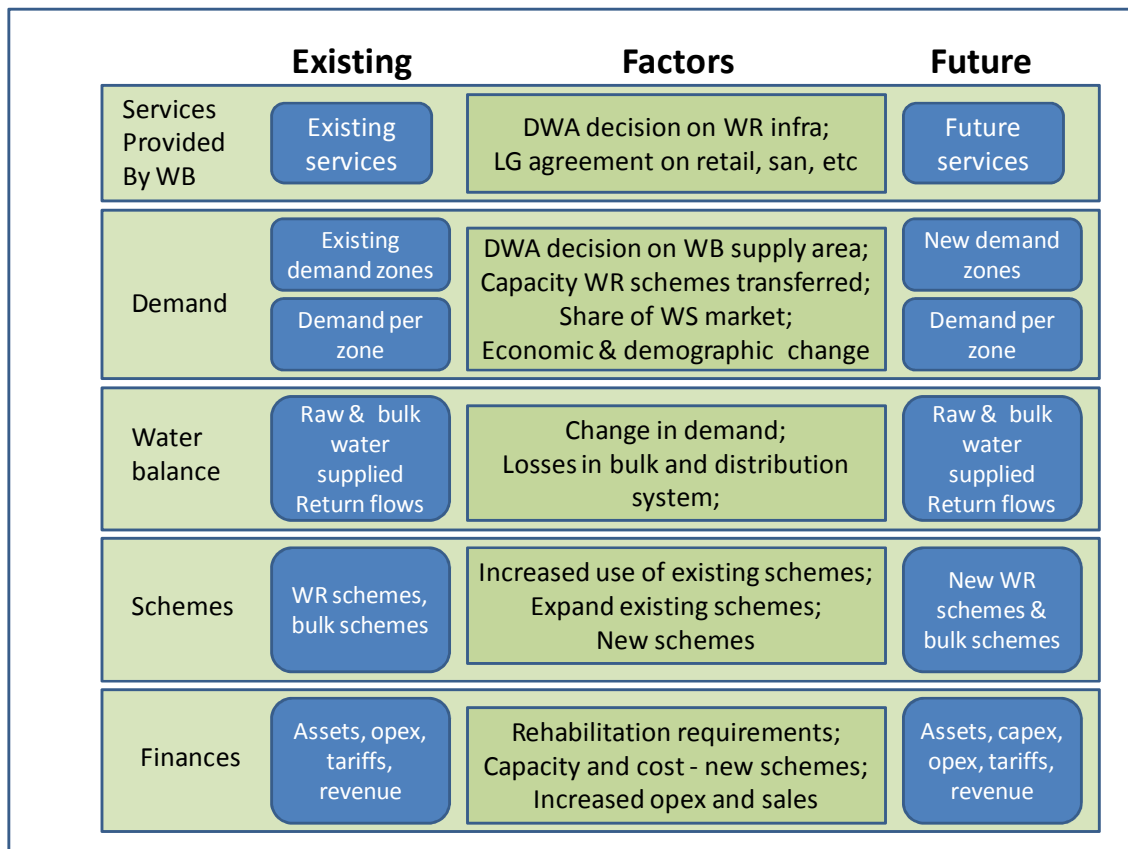 Existing Factors Future
Services
Provided
By WB
Existing
services
DWA decision on WR infra;
LG agreement on retail, san, etc
Future
services
Demand
Existing
demand zones
Demand per
zone
DWA decision on WB supply area;
Capacity WR schemes transferred;
Share of WS market;
Economic & demographic change
New demand
zones
Demand per
zone
Water
balance
Raw & bulk
water
supplied
Return flows
Change in demand;
Losses in bulk and distribution
system;
Raw & bulk
water
supplied
Return flows
Schemes
WR schemes,
bulk schemes
Increased use of existing schemes;
Expand existing schemes;
New schemes
New WR
schemes &
bulk schemes
Finances
Assets, opex,
tariffs,
revenue
Rehabilitation requirements;
Capacity and cost - new schemes;
Increased opex and sales
Assets, capex,
opex, tariffs,
revenue